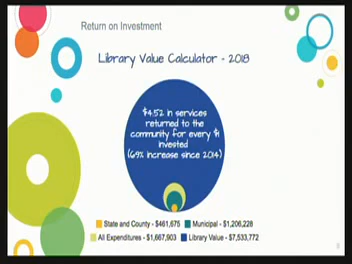 Return on Investment
Library Value Calculator - 2018
$4.52 in services
returned to the
community for every $1
invested
(69% increase since 2014)
State and County - $461,675 Municipal - $1,206,228
All Expenditures - $1,667,903 Library Value - $7,533,772